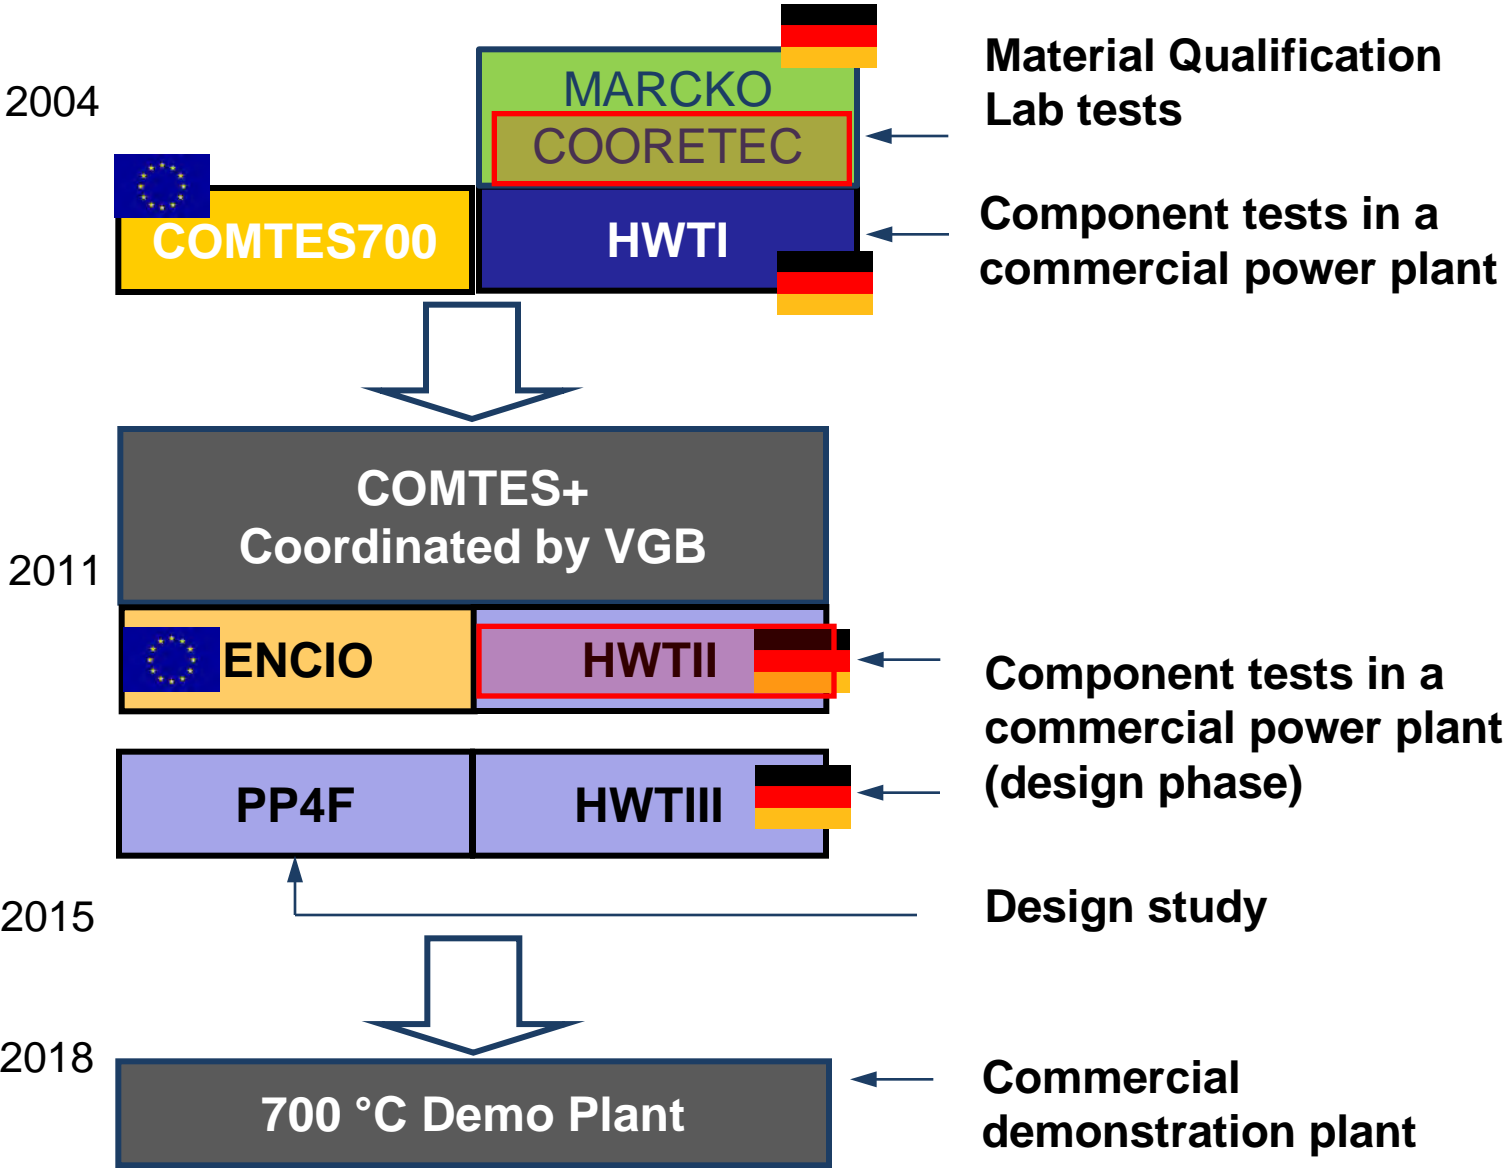 2004
MARCKO
COORETEC
Material Qualification
Lab tests
COMTES700
HWTI
Component tests in a
commercial power plant
COMTES+
Coordinated by VGB
2011
ENCIO
HWTII
Component tests in a
commercial power plant
(design phase)
PP4F
HWTIII
2015
Design study
2018
700 °C Demo Plant
Commercial
demonstration plant